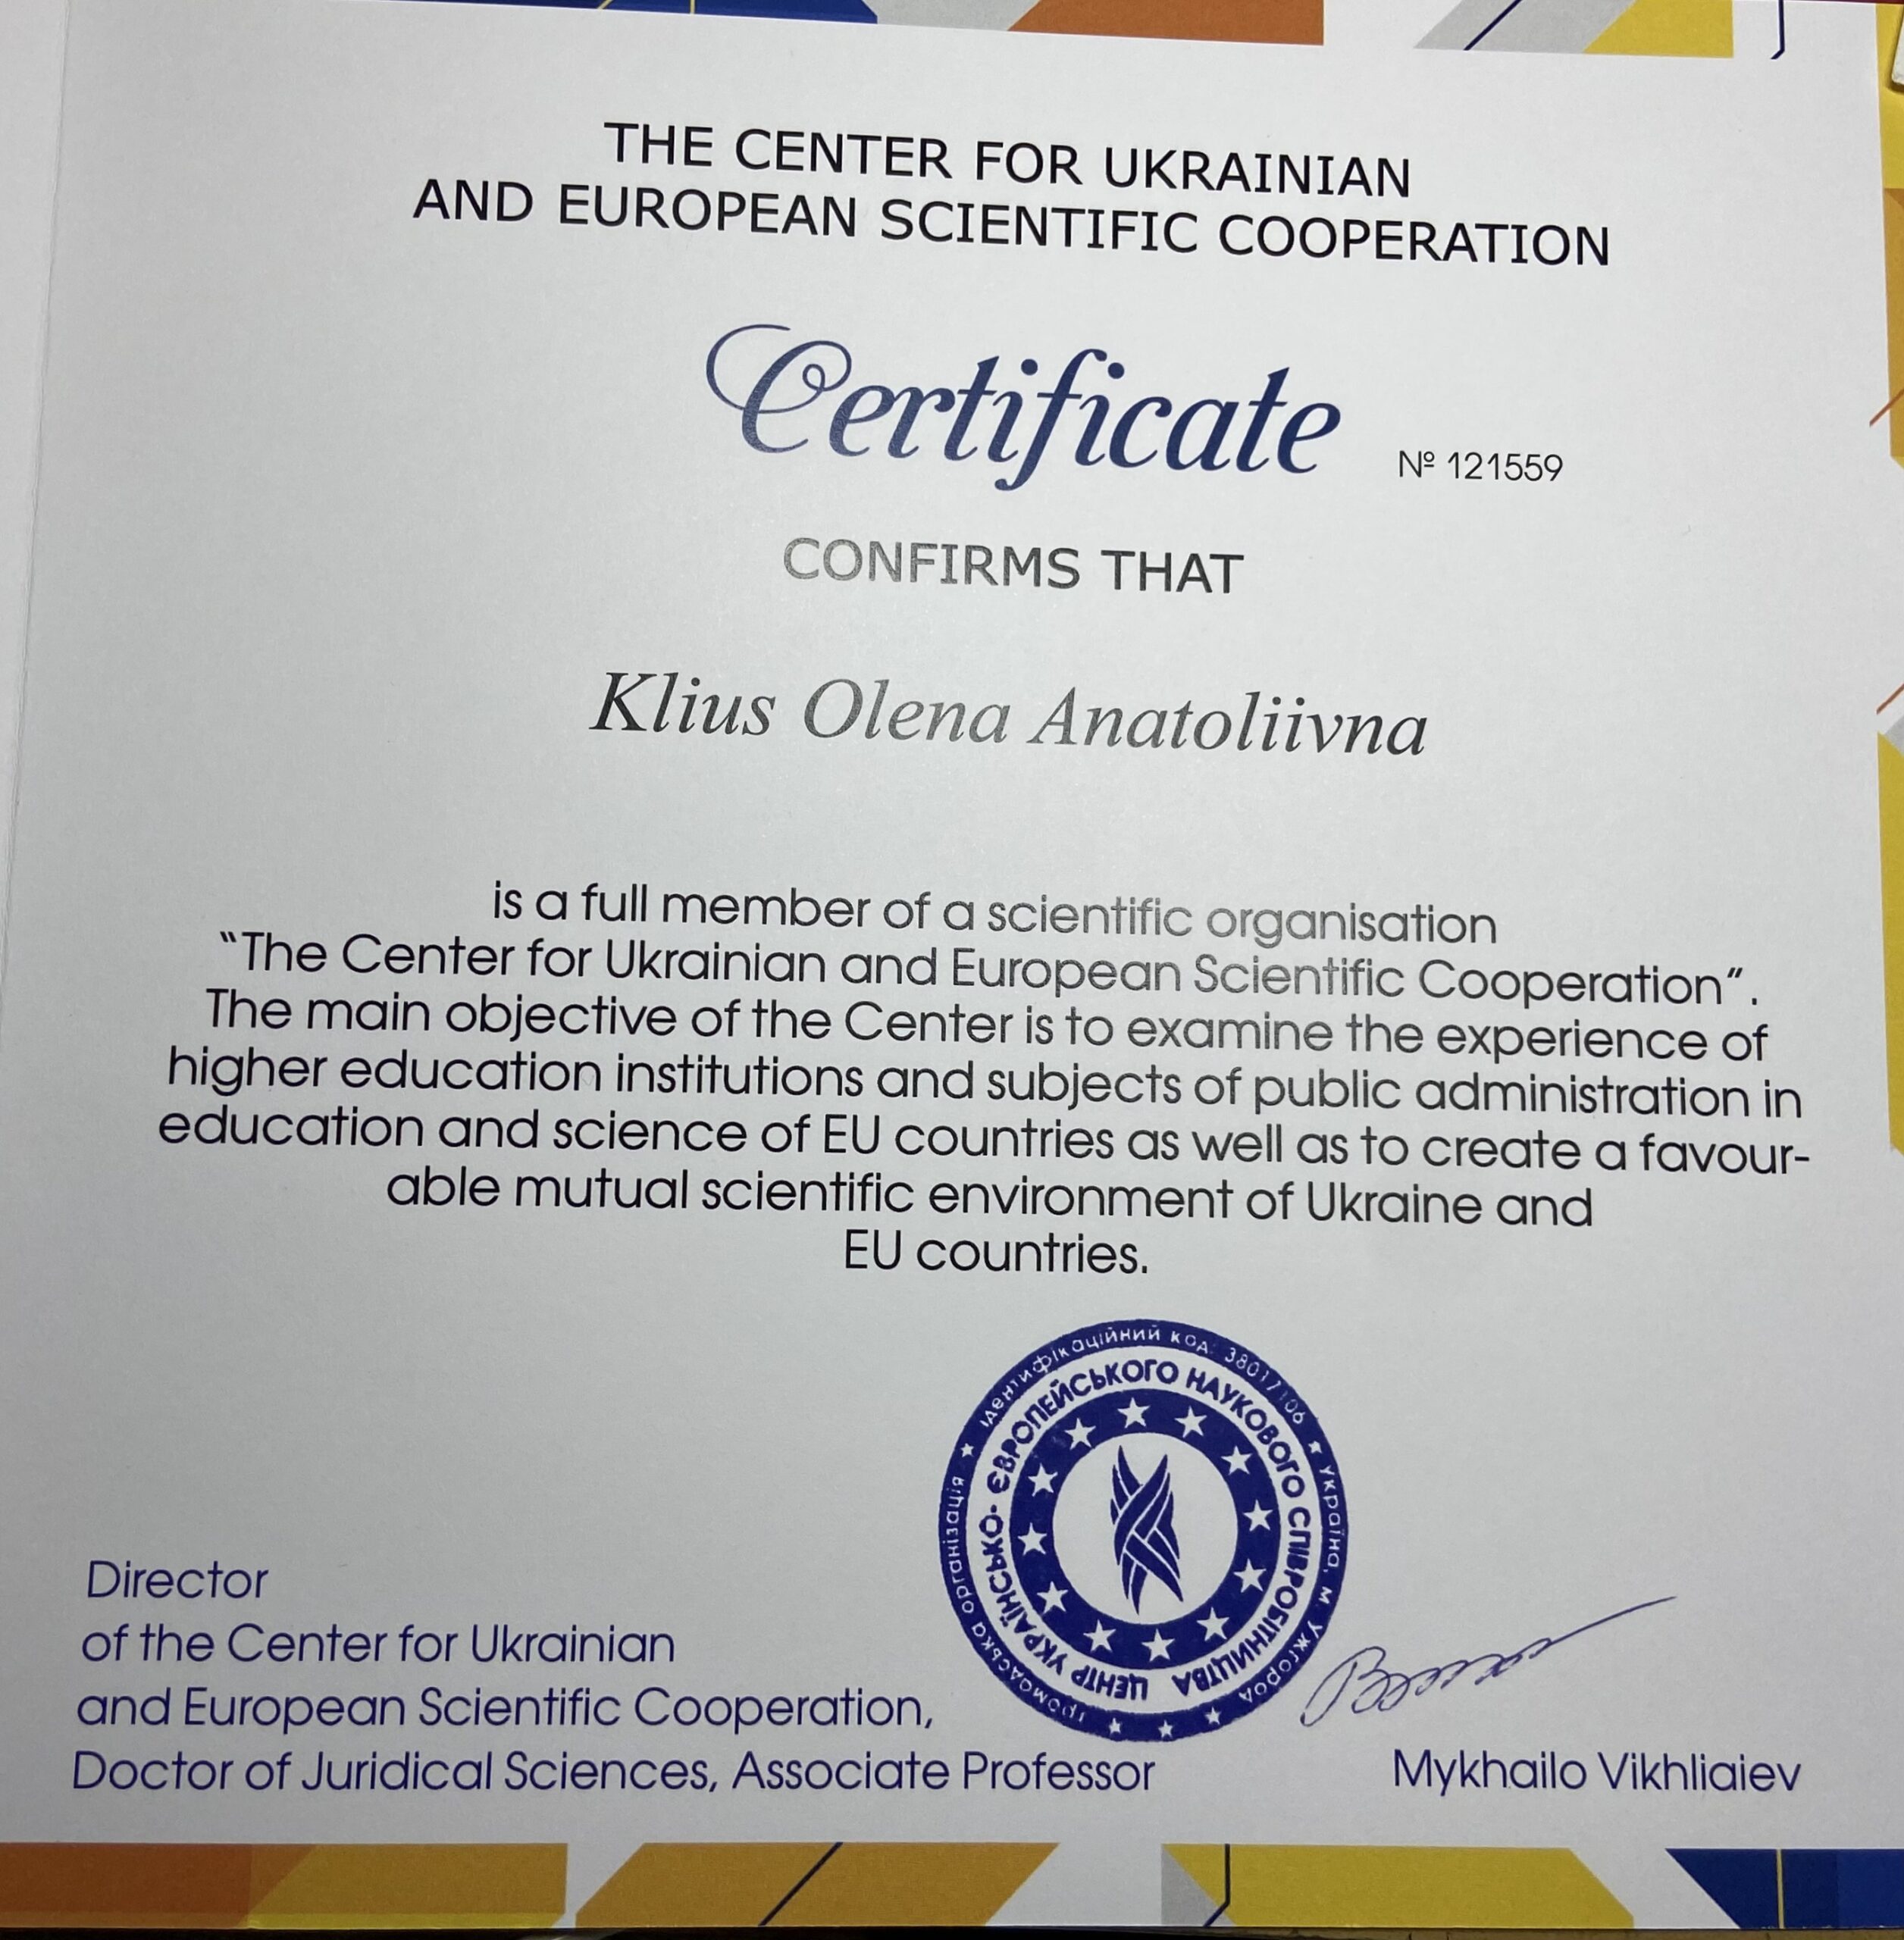 THE CENTER FOR UKRAINIAN
AND EUROPEAN SCIENTIFIC COOPERATION
Certificate № 121559
CONFIRMS THAT
Klius Olena Anatoliivna
is a full member of a scientific organisation
“The Center for Ukrainian and European Scientific Cooperation”.
The main objective of the Center is to examine the experience of
higher education institutions and subjects of public administration in
education and science of EU countries as well as to create a favour-
able mutual scientific environment of Ukraine and
EU countries.
громадська організація ★ ідентифікаційний код: 38017106 ★ Україна, м. Ужгород
ЦЕНТР УКРАЇНСЬКО-ЄВРОПЕЙСЬКОГО НАУКОВОГО СПІВРОБІТНИЦТВА
Director
of the Center for Ukrainian
and European Scientific Cooperation,
Doctor of Juridical Sciences, Associate Professor
Mykhailo Vikhliaiev